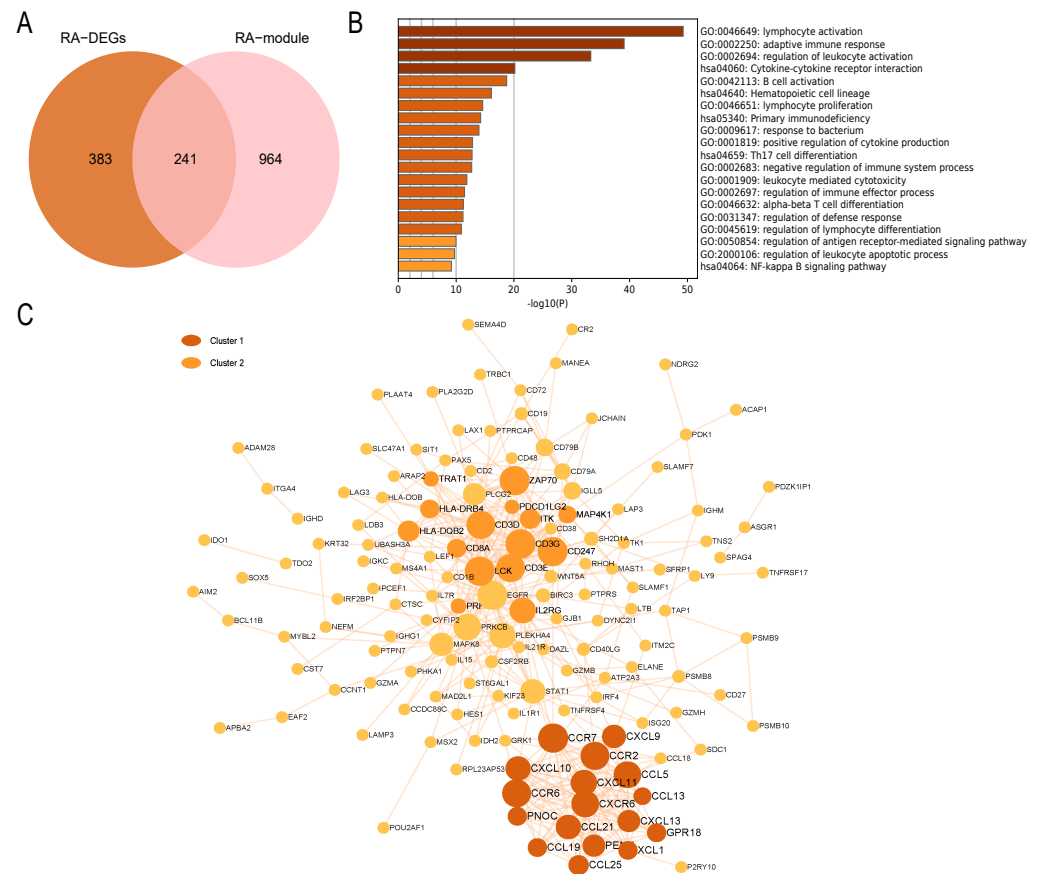 A
RA−DEGs
RA−module
383
241
964
B
GO:0046649: lymphocyte activation
GO:0002250: adaptive immune response
GO:0002694: regulation of leukocyte activation
hsa04060: Cytokine-cytokine receptor interaction
GO:0042113: B cell activation
hsa04640: Hematopoietic cell lineage
GO:0046651: lymphocyte proliferation
hsa05340: Primary immunodeficiency
GO:0009617: response to bacterium
GO:0001819: positive regulation of cytokine production
hsa04659: Th17 cell differentiation
GO:0002683: negative regulation of immune system process
GO:0001909: leukocyte mediated cytotoxicity
GO:0002697: regulation of immune effector process
GO:0046632: alpha-beta T cell differentiation
GO:0031347: regulation of defense response
GO:0045619: regulation of lymphocyte differentiation
GO:0050854: regulation of antigen receptor-mediated signaling pathway
GO:2000106: regulation of leukocyte apoptotic process
hsa04064: NF-kappa B signaling pathway
0 10 20 30 40 50
-log10(P)
C
Cluster 1
Cluster 2
SEMA4D
CR2
MANEA
NDRG2
TRBC1
PLAAT4
PLA2G2D
CD72
ACAP1
CD19
JCHAIN
LAX1
PTPRCAP
PDK1
ADAM28
SLC47A1
SIT1
CD79B
PAX5
CD48
SLAMF7
ARAP2
TRAT1
CD2
ZAP70
CD79A
ITGA4
LAG3
HLA-DOB
PLCG2
IGLL5
PDZK1IP1
HLA-DRB4
PDCD1LG2
MAP4K1
LAP3
IGHM
IGHD
LDB3
CD3D
ITK
HLA-DQB2
CD38
ASGR1
IDO1
KRT32
UBASH3A
CD8A
CD3G
CD247
SH2D1A
TK1
TNS2
LEF1
SPAG4
TDO2
IGKC
MS4A1
LCK
CD3E
RHOH
MAST1
SFRP1
LY9
TNFRSF17
SOX5
CD1B
WNT5A
AIM2
IRF2BP1
IPCEF1
IL7R
EGFR
BIRC3
PTPRS
SLAMF1
CTSC
PRF
IL2RG
LTB
TAP1
BCL11B
NEFM
CYFIP2
PRKCB
GJB1
DYNC2I1
MYBL2
IGHG1
PLEKHA4
PSMB9
PTPN7
MAPK8
IL21R
DAZL
CD40LG
ITM2C
CST7
PHKA1
IL15
CSF2RB
GZMB
ELANE
CCNT1
GZMA
ST6GAL1
ATP2A3
PSMB8
MAD2L1
KIF23
STAT1
IRF4
CD27
EAF2
CCDC88C
HES1
IL1R1
TNFRSF4
GZMH
APBA2
ISG20
PSMB10
LAMP3
MSX2
IDH2
GRK1
CCR7
CXCL9
SDC1
CCR2
CCL18
RPL23AP53
CXCL10
CCL5
CXCL11
CCR6
CCL13
CXCR6
PNOC
CXCL13
POU2AF1
CCL21
GPR18
CCL19
XCL1
CCL25
P2RY10